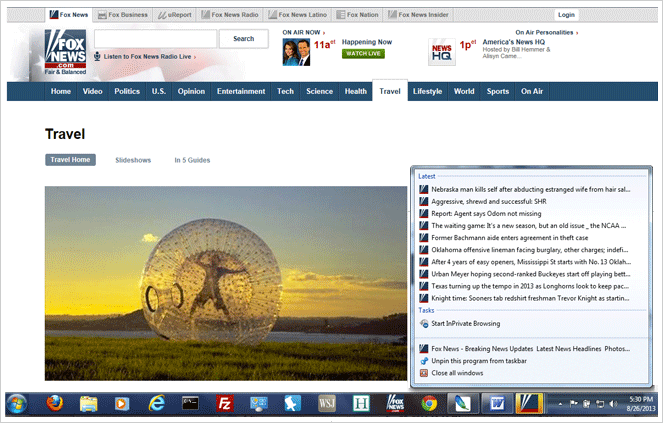 Fox News Fox Business uReport Fox News Radio Fox News Latino Fox Nation Fox News Insider Login
FOX
NEWS
.com
Fair & Balanced
Search
Listen to Fox News Radio Live ›
ON AIR NOW ›
11a et
Happening Now
WATCH LIVE
NEWS
HQ
On Air Personalities ›
1p et
America's News HQ
Hosted by Bill Hemmer &
Alisyn Came...
Home Video Politics U.S. Opinion Entertainment Tech Science Health Travel Lifestyle World Sports On Air
Travel
Travel Home Slideshows In 5 Guides
Latest
Nebraska man kills self after abducting estranged wife from hair sal...
Aggressive, shrewd and successful: SHR
Report: Agent says Odom not missing
The waiting game: It's a new season, but an old issue _ the NCAA ...
Former Bachmann aide enters agreement in theft case
Oklahoma offensive lineman facing burglary, other charges; indefi...
After 4 years of easy openers, Mississippi St starts with No. 13 Oklah...
Urban Meyer hoping second-ranked Buckeyes start off playing bett...
Texas turning up the tempo in 2013 as Longhorns look to keep pac...
Knight time: Sooners tab redshirt freshman Trevor Knight as startin...
Tasks
Start InPrivate Browsing
Fox News - Breaking News Updates Latest News Headlines Photos...
Unpin this program from taskbar
Close all windows
FZ
WSJ
H
FOX
NEWS
W
5:30 PM
8/26/2013